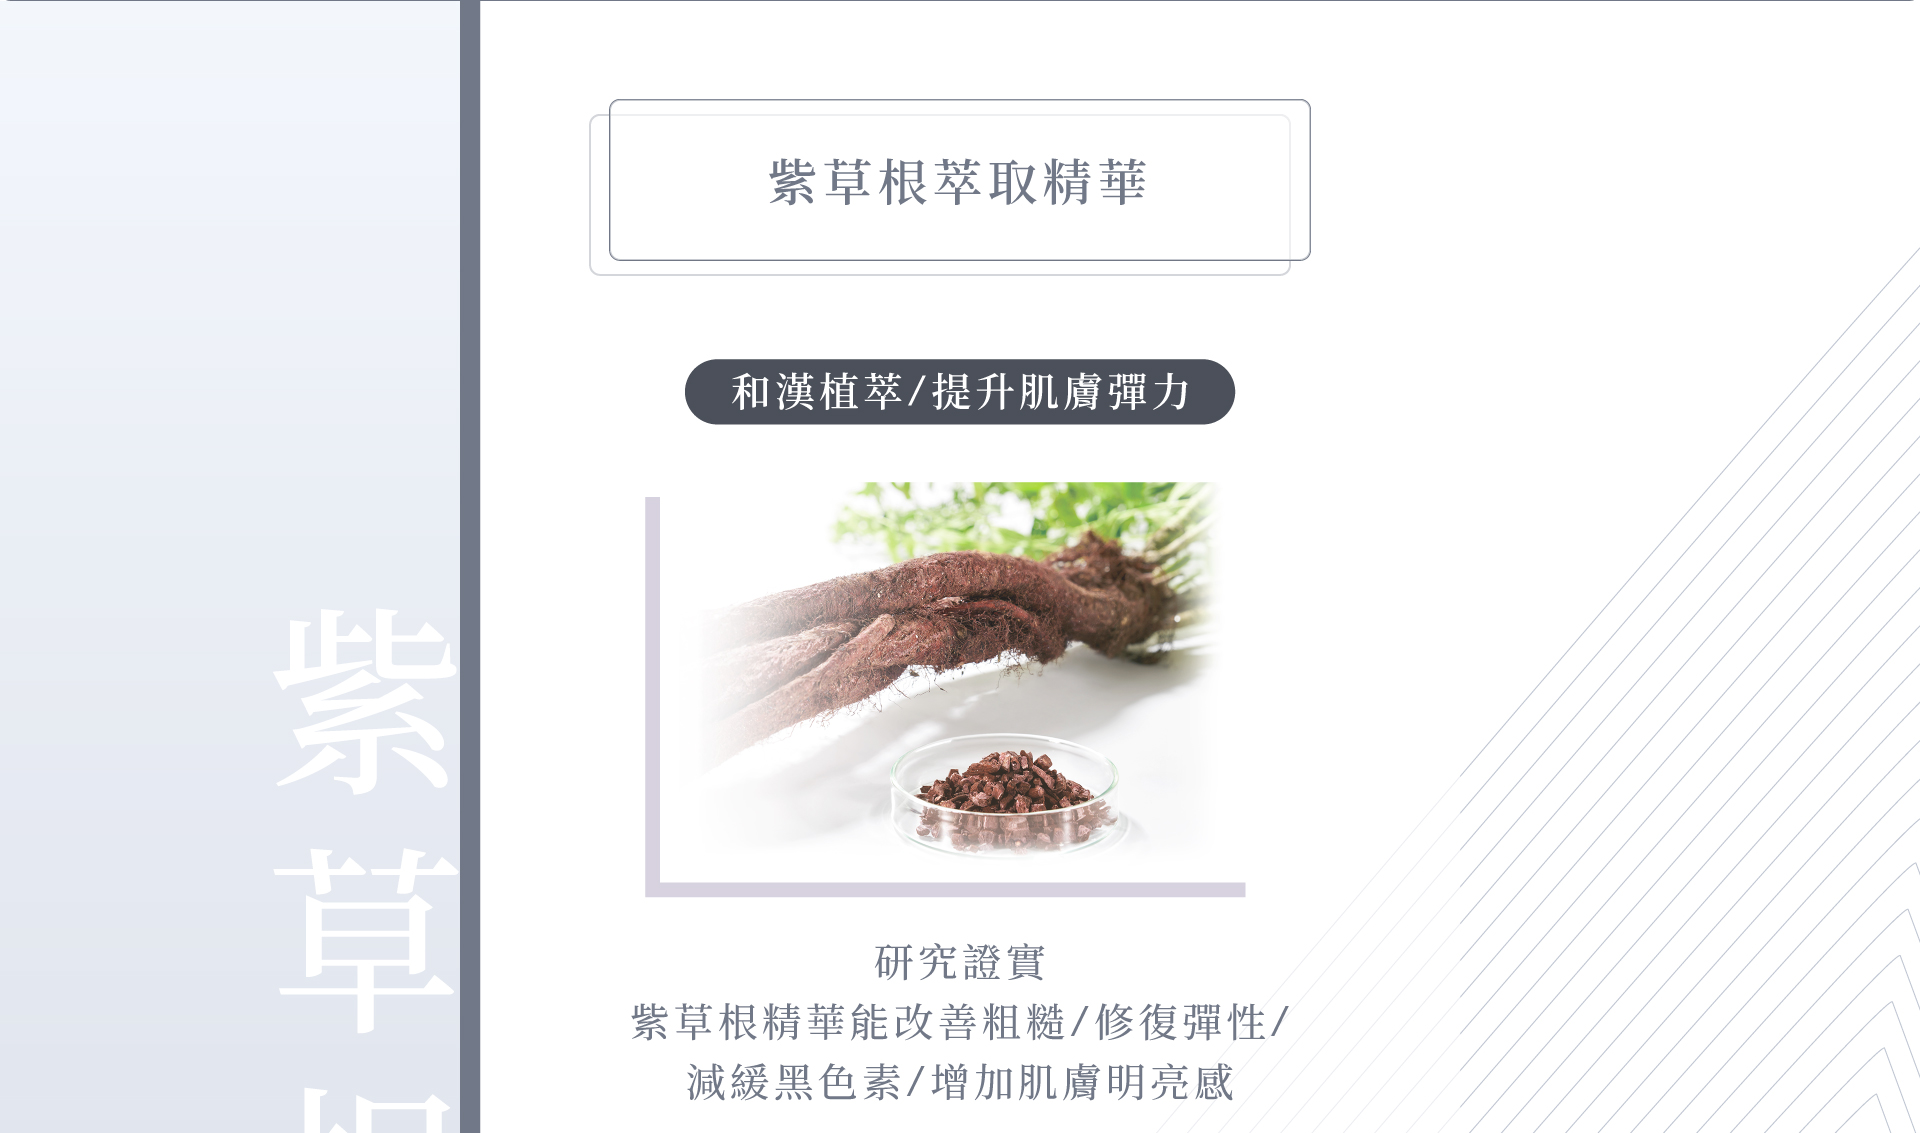 紫草根萃取精華
和漢植萃/提升肌膚彈力
研究證實
紫草根精華能改善粗糙/修復彈性/
減緩黑色素/增加肌膚明亮感
紫
草